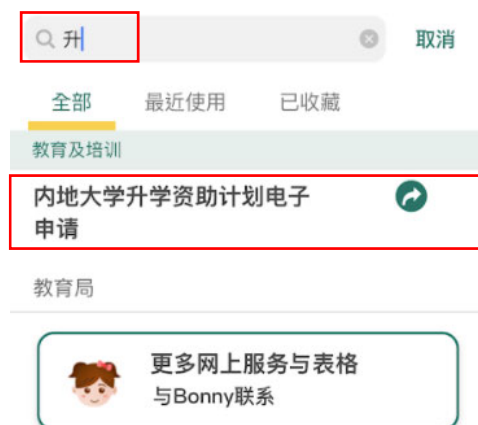 升
取消
全部 最近使用 已收藏
教育及培训
内地大学升学资助计划电子
申请
教育局
更多网上服务与表格
与Bonny联系